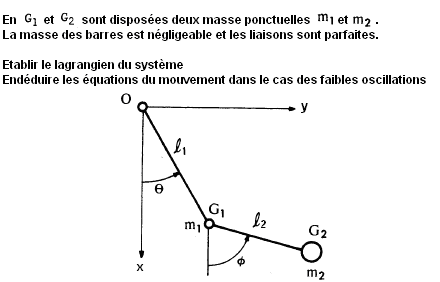 En G₁ et G₂ sont disposées deux masse ponctuelles m₁ et m₂ .
La masse des barres est négligeable et les liaisons sont parfaites.
Etablir le lagrangien du système
Endéduire les équations du mouvement dans le cas des faibles oscillations
O
y
ℓ₁
θ
G₁
m₁
ℓ₂
G₂
x
ϕ
m₂